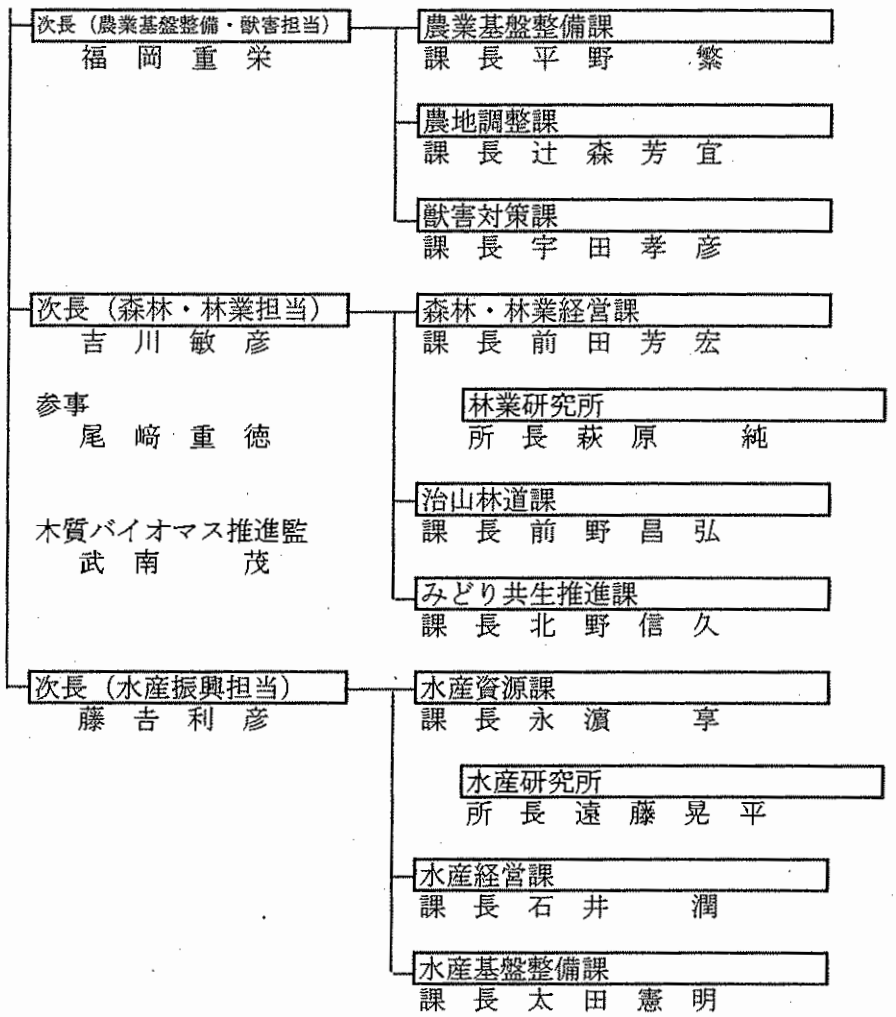 次長（農業基盤整備・獣害担当）
福岡重栄
農業基盤整備課
課長平野　繁
農地調整課
課長辻森芳宜
獣害対策課
課長宇田孝彦
次長（森林・林業担当）
吉川敏彦
参事
尾﨑重徳
木質バイオマス推進監
武南　茂
森林・林業経営課
課長前田芳宏
林業研究所
所長萩原　純
治山林道課
課長前野昌弘
みどり共生推進課
課長北野信久
次長（水産振興担当）
藤𠮷利彦
水産資源課
課長永濵　享
水産研究所
所長遠藤晃平
水産経営課
課長石井　潤
水産基盤整備課
課長太田憲明